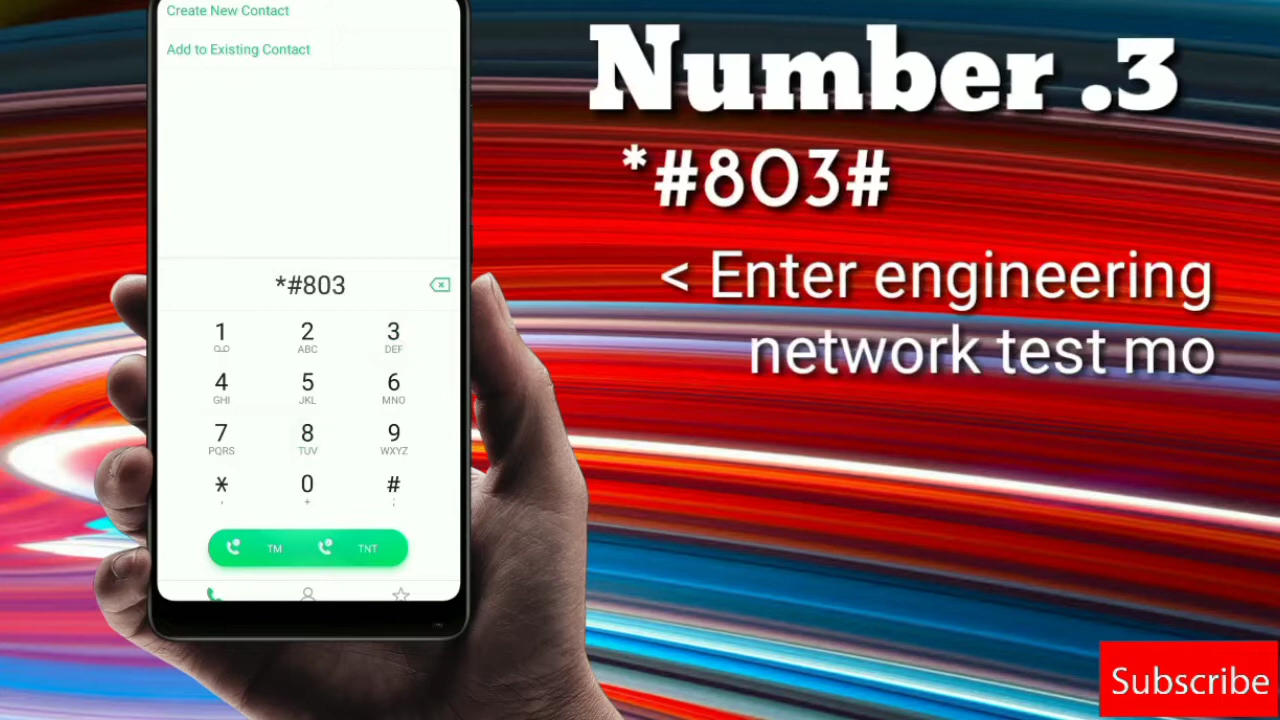 Create New Contact
Add to Existing Contact
Number .3
*#803#
< Enter engineering
network test mo
*#803
1 2 3
ABC DEF
4 5 6
GHI JKL MNO
7 8 9
PQRS TUV WXYZ
* 0 #
, + ;
TM TNT
Subscribe